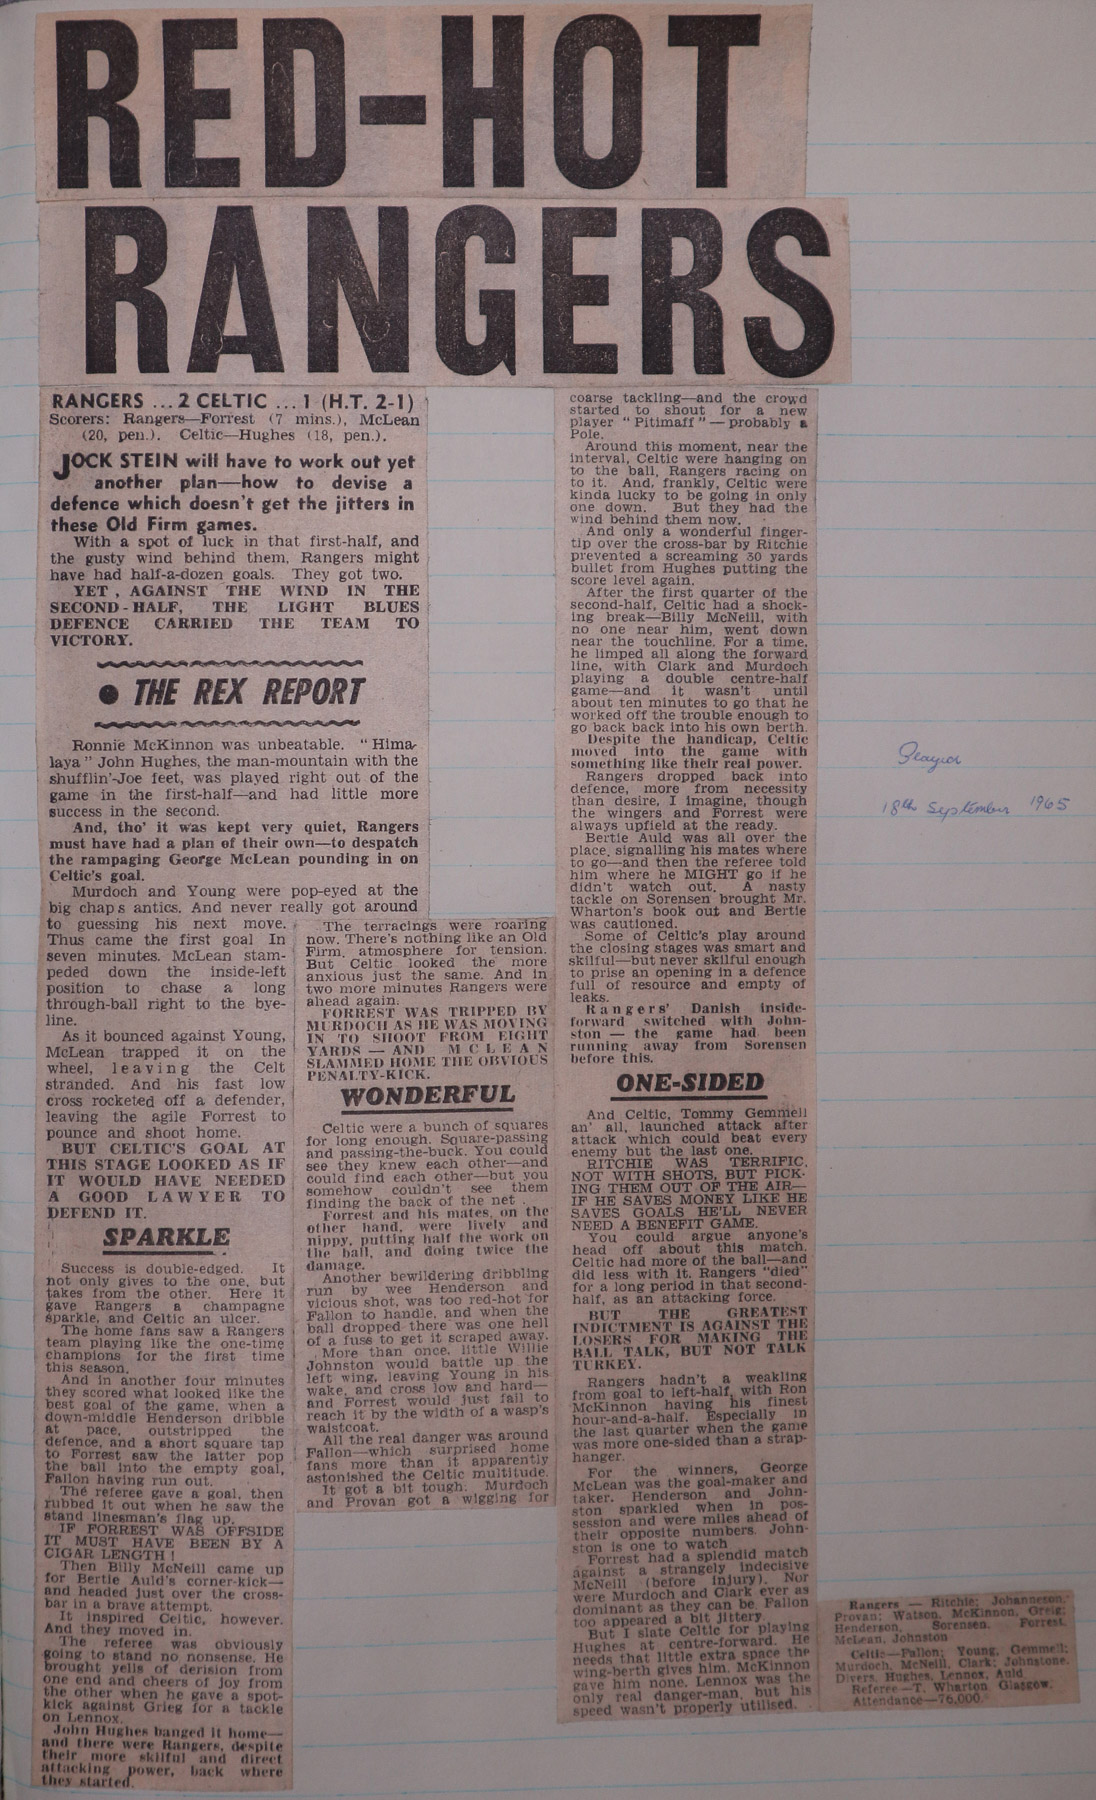 RED-HOT
RANGERS
RANGERS ... 2 CELTIC ... 1 (H.T. 2-1)
Scorers: Rangers—Forrest (7 mins.), McLean
(20, pen.). Celtic—Hughes (18, pen.).
JOCK STEIN will have to work out yet
another plan—how to devise a
defence which doesn't get the jitters in
these Old Firm games.
With a spot of luck in that first-half, and
the gusty wind behind them, Rangers might
have had half-a-dozen goals. They got two.
YET, AGAINST THE WIND IN THE
SECOND-HALF, THE LIGHT BLUES
DEFENCE CARRIED THE TEAM TO
VICTORY.
● THE REX REPORT
Ronnie McKinnon was unbeatable. "Hima-
laya" John Hughes, the man-mountain with the
shufflin'-Joe feet, was played right out of the
game in the first-half—and had little more
success in the second.
And, tho' it was kept very quiet, Rangers
must have had a plan of their own—to despatch
the rampaging George McLean pounding in on
Celtic's goal.
Murdoch and Young were pop-eyed at the
big chaps antics. And never really got around
to guessing his next move.
Thus came the first goal In
seven minutes. McLean stam-
peded down the inside-left
position to chase a long
through-ball right to the bye-
line.
As it bounced against Young,
McLean trapped it on the
wheel, leaving the Celt
stranded. And his fast low
cross rocketed off a defender,
leaving the agile Forrest to
pounce and shoot home.
BUT CELTIC'S GOAL AT
THIS STAGE LOOKED AS IF
IT WOULD HAVE NEEDED
A GOOD LAWYER TO
DEFEND IT.
SPARKLE
Success is double-edged. It
not only gives to the one, but
takes from the other. Here it
gave Rangers a champagne
sparkle, and Celtic an ulcer.
The home fans saw a Rangers
team playing like the one-time
champions for the first time
this season.
And in another four minutes
they scored what looked like the
best goal of the game, when a
down-middle Henderson dribble
at pace, outstripped the
defence, and a short square tap
to Forrest saw the latter pop
the ball into the empty goal,
Fallon having run out.
The referee gave a goal, then
rubbed it out when he saw the
stand linesman's flag up.
IF FORREST WAS OFFSIDE
IT MUST HAVE BEEN BY A
CIGAR LENGTH!
Then Billy McNeill came up
for Bertie Auld's corner-kick—
and headed just over the cross-
bar in a brave attempt.
It inspired Celtic, however.
And they moved in.
The referee was obviously
going to stand no nonsense. He
brought yells of derision from
one end and cheers of joy from
the other when he gave a spot-
kick against Grieg for a tackle
on Lennox.
John Hughes banged it home—
and there were Rangers, despite
their more skilful and direct
attacking power, back where
they started.
The terracings were roaring
now. There's nothing like an Old
Firm, atmosphere for tension.
But Celtic looked the more
anxious just the same. And in
two more minutes Rangers were
ahead again.
FORREST WAS TRIPPED BY
MURDOCH AS HE WAS MOVING
IN TO SHOOT FROM EIGHT
YARDS — AND MCLEAN
SLAMMED HOME THE OBVIOUS
PENALTY-KICK.
WONDERFUL
Celtic were a bunch of squares
for long enough. Square-passing
and passing-the-buck. You could
see they knew each other—and
could find each other—but you
somehow couldn't see them
finding the back of the net.
Forrest and his mates, on the
other hand, were lively and
nippy, putting half the work on
the ball, and doing twice the
damage.
Another bewildering dribbling
run by wee Henderson and
vicious shot, was too red-hot for
Fallon to handle, and when the
ball dropped there was one hell
of a fuss to get it scraped away.
More than once, little Willie
Johnston would battle up the
left wing, leaving Young in his
wake, and cross low and hard—
and Forrest would just fail to
reach it by the width of a wasp's
waistcoat.
All the real danger was around
Fallon—which surprised home
fans more than it apparently
astonished the Celtic multitude.
It got a bit tough. Murdoch
and Provan got a wigging for
coarse tackling—and the crowd
started to shout for a new
player "Pitimaff"—probably a
Pole.
Around this moment, near the
interval, Celtic were hanging on
to the ball, Rangers racing on
to it. And, frankly, Celtic were
kinda lucky to be going in only
one down. But they had the
wind behind them now.
And only a wonderful finger-
tip over the cross-bar by Ritchie
prevented a screaming 30 yards
bullet from Hughes putting the
score level again.
After the first quarter of the
second-half, Celtic had a shock-
ing break—Billy McNeill, with
no one near him, went down
near the touchline. For a time,
he limped all along the forward
line, with Clark and Murdoch
playing a double centre-half
game—and it wasn't until
about ten minutes to go that he
worked off the trouble enough to
go back back into his own berth.
Despite the handicap, Celtic
moved into the game with
something like their real power.
Rangers dropped back into
defence, more from necessity
than desire, I imagine, though
the wingers and Forrest were
always upfield at the ready.
Bertie Auld was all over the
place, signalling his mates where
to go—and then the referee told
him where he MIGHT go if he
didn't watch out. A nasty
tackle on Sorensen brought Mr.
Wharton's book out and Bertie
was cautioned.
Some of Celtic's play around
the closing stages was smart and
skilful—but never skilful enough
to prise an opening in a defence
full of resource and empty of
leaks.
Rangers' Danish inside-
forward switched with John-
ston — the game had been
running away from Sorensen
before this.
ONE-SIDED
And Celtic, Tommy Gemmell
an' all, launched attack after
attack which could beat every
enemy but the last one.
RITCHIE WAS TERRIFIC,
NOT WITH SHOTS, BUT PICK-
ING THEM OUT OF THE AIR—
IF HE SAVES MONEY LIKE HE
SAVES GOALS HE'LL NEVER
NEED A BENEFIT GAME.
You could argue anyone's
head off about this match.
Celtic had more of the ball—and
did less with it. Rangers "died"
for a long period in that second-
half, as an attacking force.
BUT THE GREATEST
INDICTMENT IS AGAINST THE
LOSERS FOR MAKING THE
BALL TALK, BUT NOT TALK
TURKEY.
Rangers hadn't a weakling
from goal to left-half, with Ron
McKinnon having his finest
hour-and-a-half. Especially in
the last quarter when the game
was more one-sided than a strap-
hanger.
For the winners, George
McLean was the goal-maker and
taker. Henderson and John-
ston sparkled when in pos-
session and were miles ahead of
their opposite numbers. John-
ston is one to watch
Forrest had a splendid match
against a strangely indecisive
McNeill (before injury). Nor
were Murdoch and Clark ever as
dominant as they can be. Fallon
too appeared a bit jittery.
But I slate Celtic for playing
Hughes at centre-forward. He
needs that little extra space the
wing-berth gives him. McKinnon
gave him none. Lennox was the
only real danger-man, but his
speed wasn't properly utilised.
18th September 1965
Rangers — Ritchie; Johanneson,
Provan; Watson, McKinnon, Greig;
Henderson, Sorensen, Forrest,
McLean, Johnston
Celtic—Fallon; Young, Gemmell;
Murdoch, McNeill, Clark; Johnstone,
Divers, Hughes, Lennox, Auld
Referee—T. Wharton Glasgow.
Attendance—76,000.